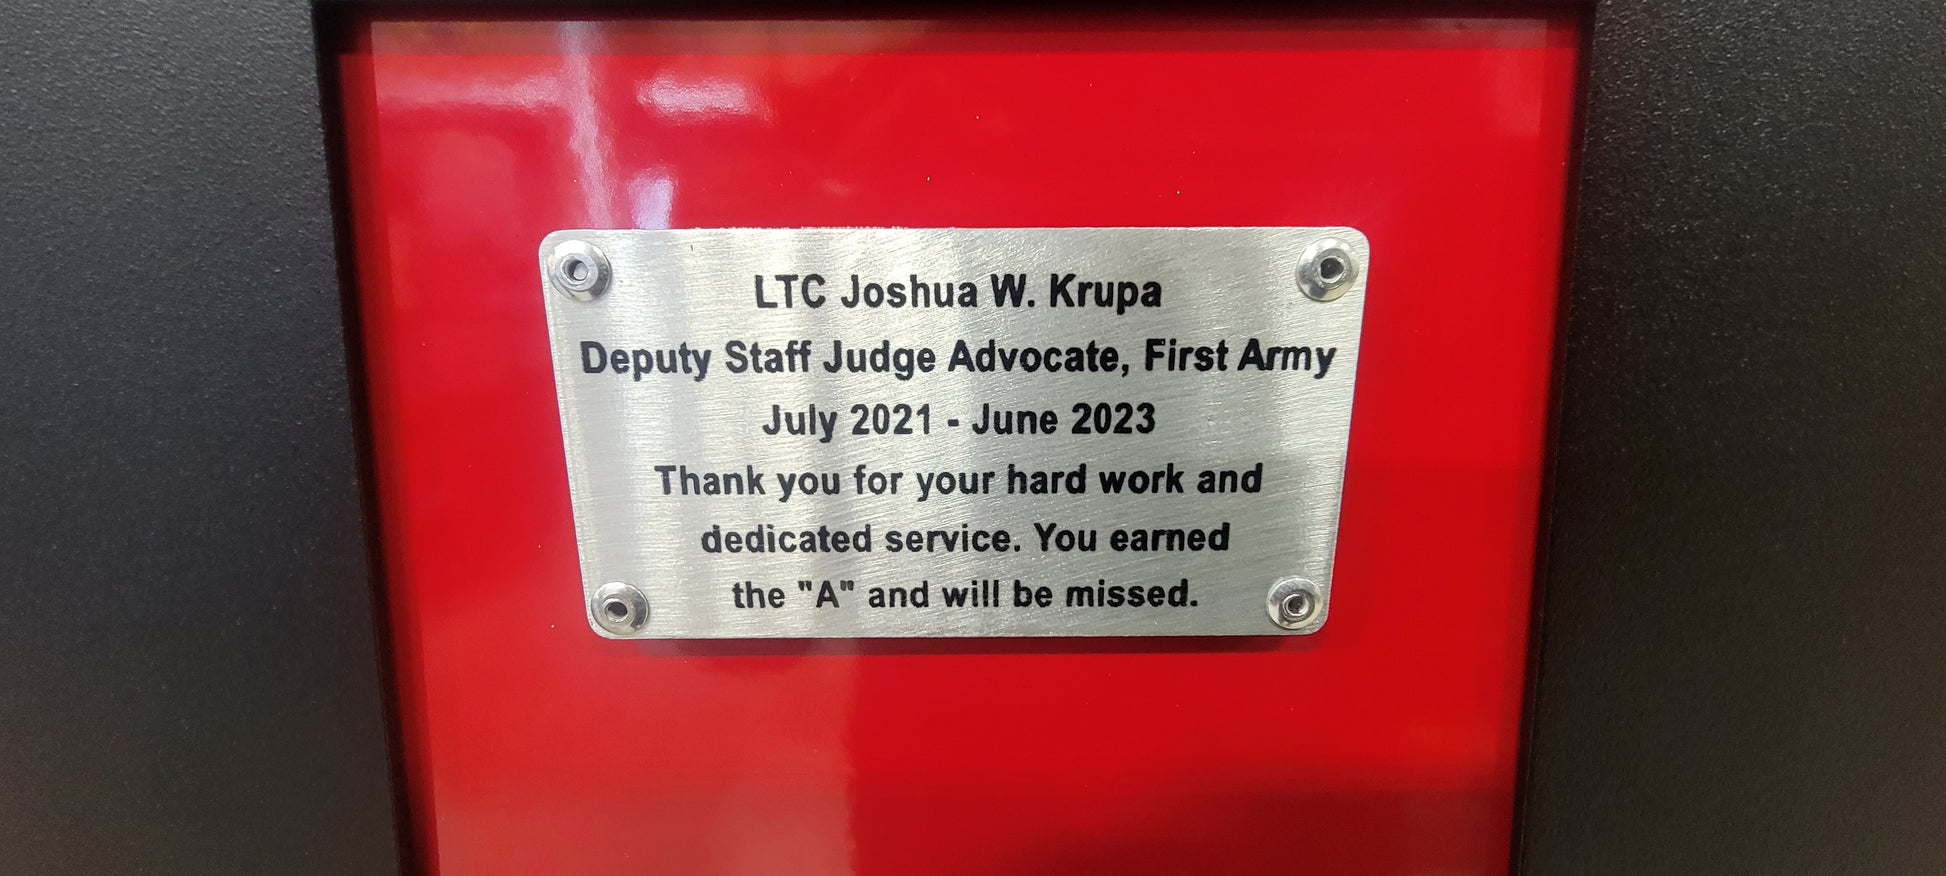 LTC Joshua W. Krupa
Deputy Staff Judge Advocate, First Army
July 2021 - June 2023
Thank you for your hard work and
dedicated service. You earned
the "A" and will be missed.